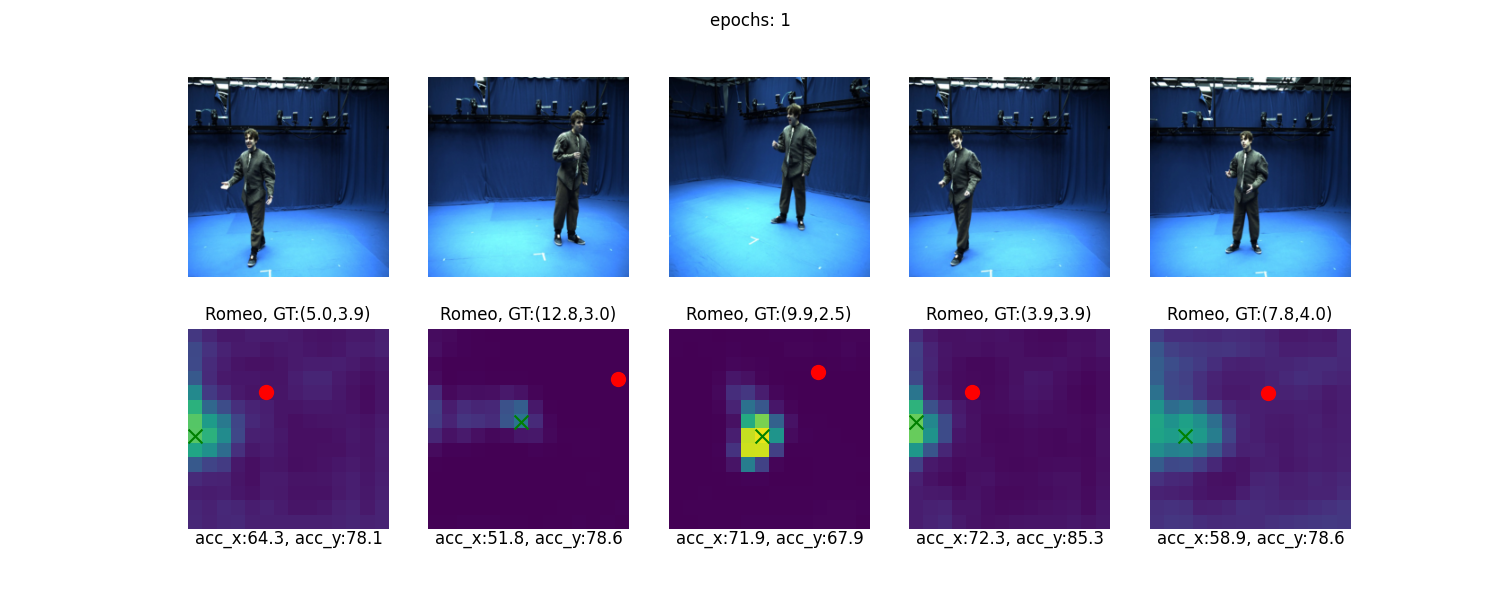 epochs: 1
Romeo, GT:(5.0,3.9)
Romeo, GT:(12.8,3.0)
Romeo, GT:(9.9,2.5)
Romeo, GT:(3.9,3.9)
Romeo, GT:(7.8,4.0)
acc_x:64.3, acc_y:78.1
acc_x:51.8, acc_y:78.6
acc_x:71.9, acc_y:67.9
acc_x:72.3, acc_y:85.3
acc_x:58.9, acc_y:78.6